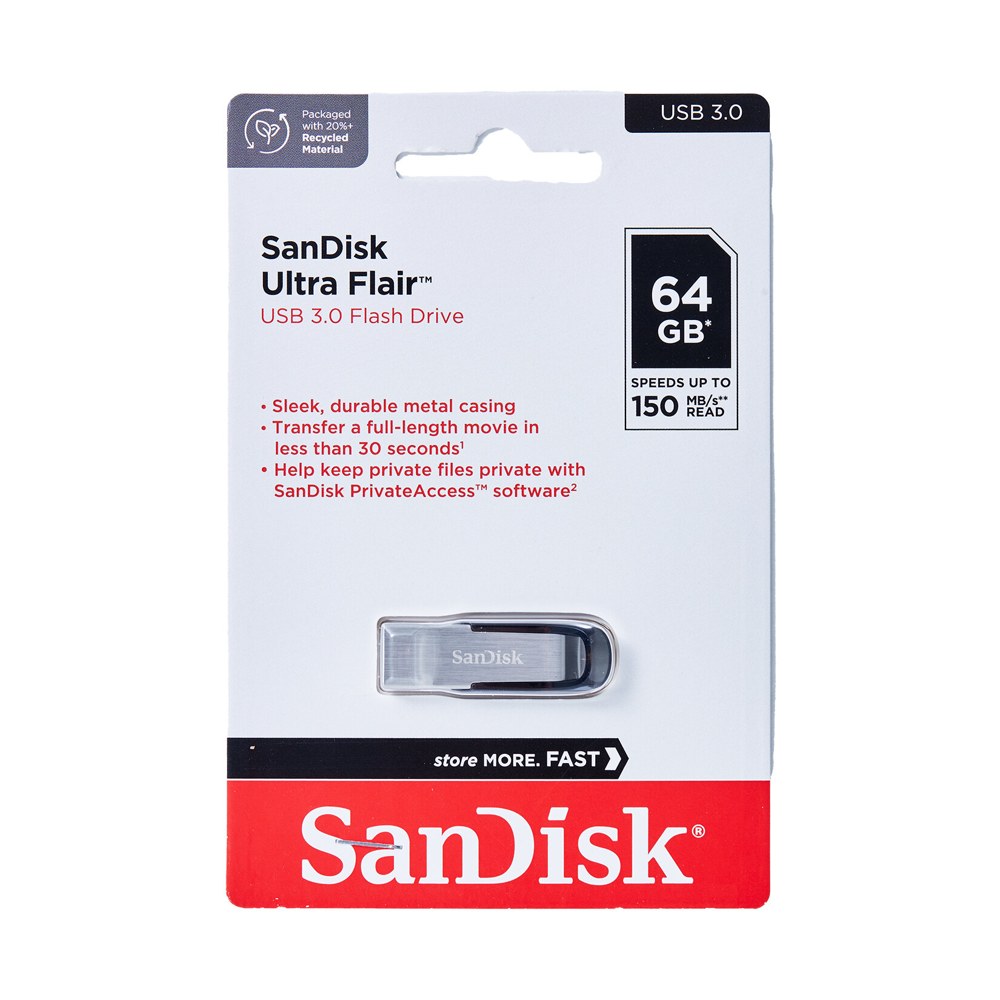 Packaged
with 20%+
Recycled
Material
USB 3.0
SanDisk
Ultra Flair™
USB 3.0 Flash Drive
64
GB*
SPEEDS UP TO
150 MB/s** READ
• Sleek, durable metal casing
• Transfer a full-length movie in
less than 30 seconds¹
• Help keep private files private with
SanDisk PrivateAccess™ software²
SanDisk
store MORE. FAST
SanDisk®